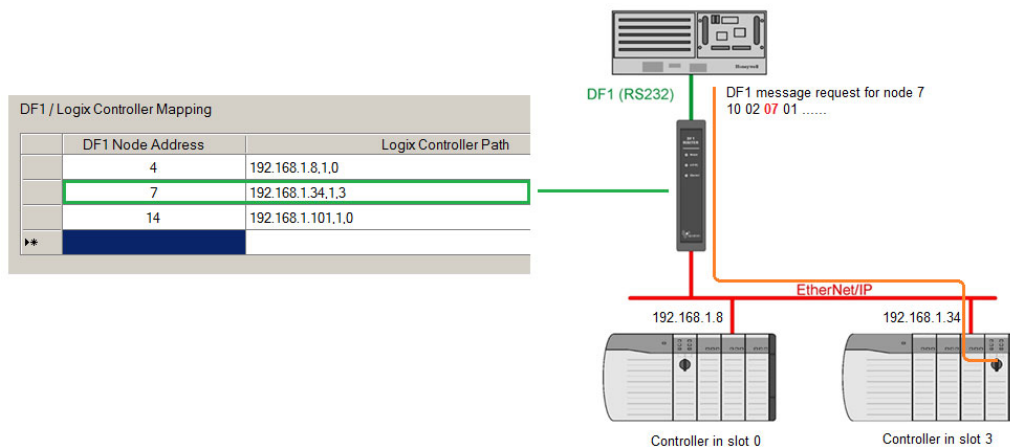 Honeywell
DF1 (RS232)
DF1 message request for node 7
10 02 07 01 ......
DF1 / Logix Controller Mapping
DF1 Node Address
Logix Controller Path
4
192.168.1.8,1,0
7
192.168.1.34,1,3
14
192.168.1.101,1,0
DF1
ROUTER
EtherNet/IP
192.168.1.8
192.168.1.34
Controller in slot 0
Controller in slot 3